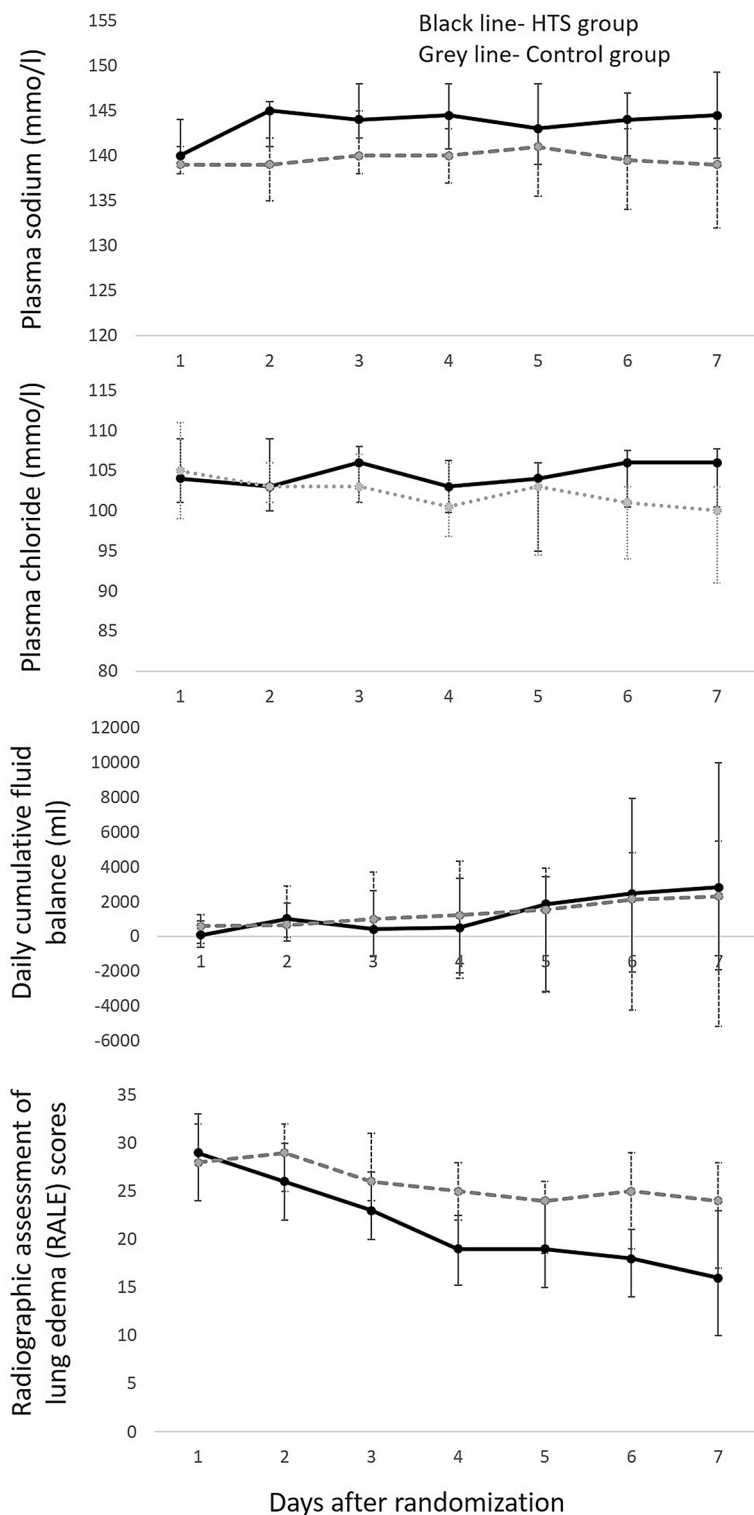 Black line- HTS group
Grey line- Control group
Plasma sodium (mmo/l)
155
150
145
140
135
130
125
120
1 2 3 4 5 6 7
Plasma chloride (mmo/l)
115
110
105
100
95
90
85
80
1 2 3 4 5 6 7
Daily cumulative fluid
balance (ml)
12000
10000
8000
6000
4000
2000
0
-2000
-4000
-6000
1 2 3 4 5 6 7
Radiographic assessment of
lung edema (RALE) scores
35
30
25
20
15
10
5
0
1 2 3 4 5 6 7
Days after randomization